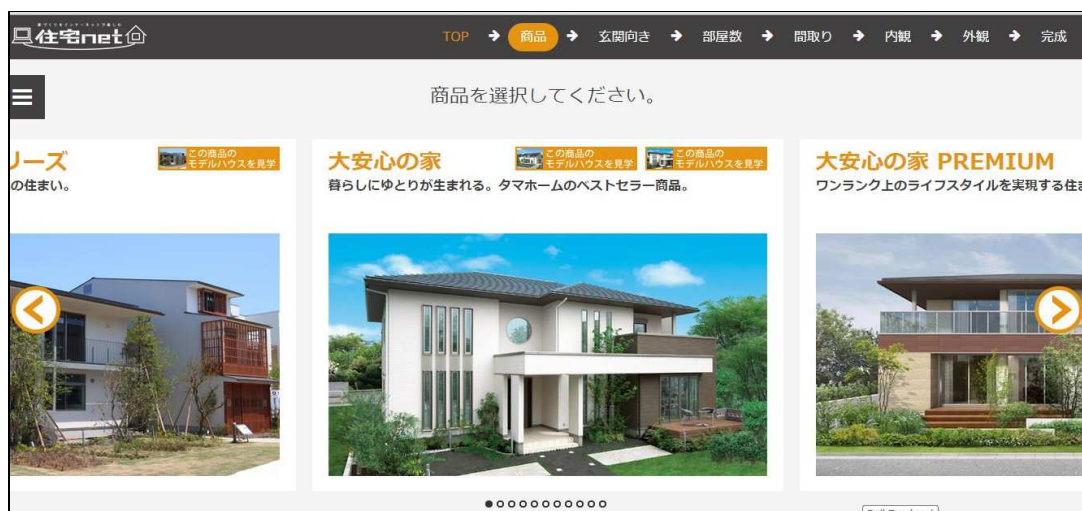 住宅net
TOP → 商品 → 玄関向き → 部屋数 → 間取り → 内観 → 外観 → 完成
商品を選択してください。
リーズ
この商品の
モデルハウスを見学
の住まい。
大安心の家
この商品の
モデルハウスを見学
この商品の
モデルハウスを見学
暮らしにゆとりが生まれる。タマホームのベストセラー商品。
大安心の家 PREMIUM
ワンランク上のライフスタイルを実現する住ま